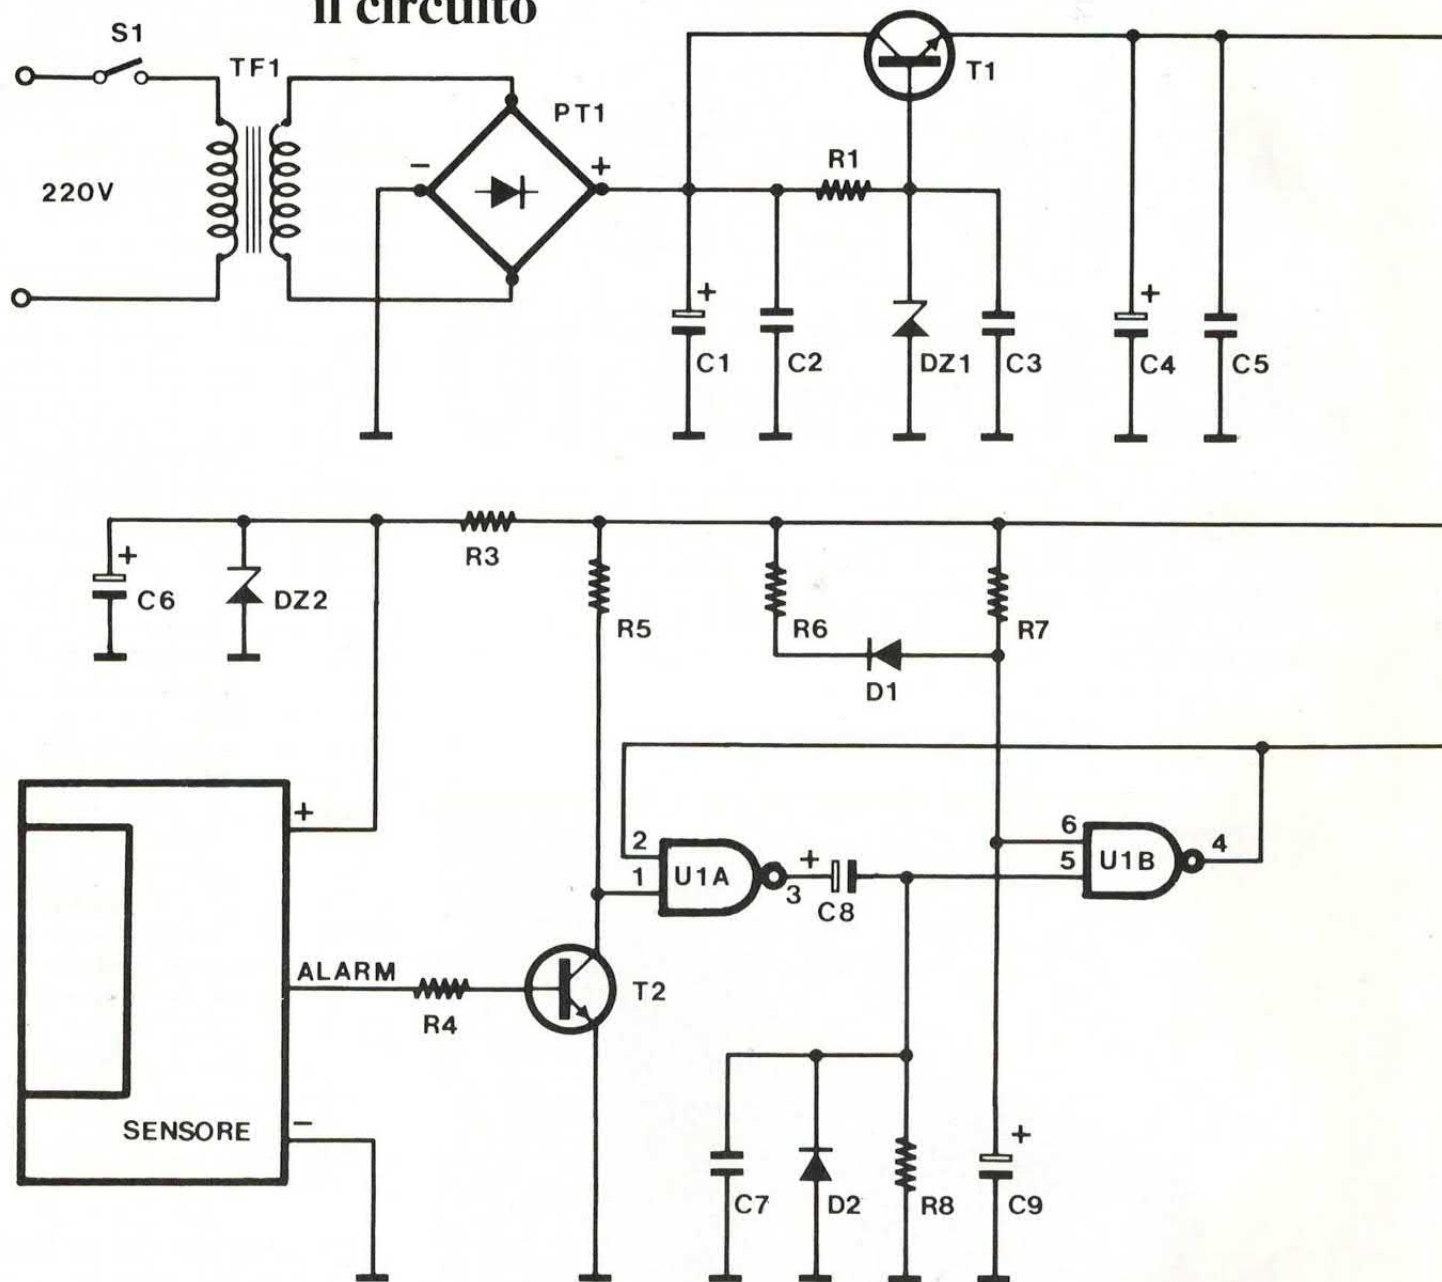 il circuito
S1
TF1
PT1
T1
220V
-
+
R1
+
C1
C2
DZ1
C3
+
C4
C5
R3
+
C6
DZ2
R5
R6
R7
D1
+
2
1
U1A
3
+
C8
6
5
U1B
4
ALARM
R4
T2
SENSORE
-
C7
D2
R8
+
C9